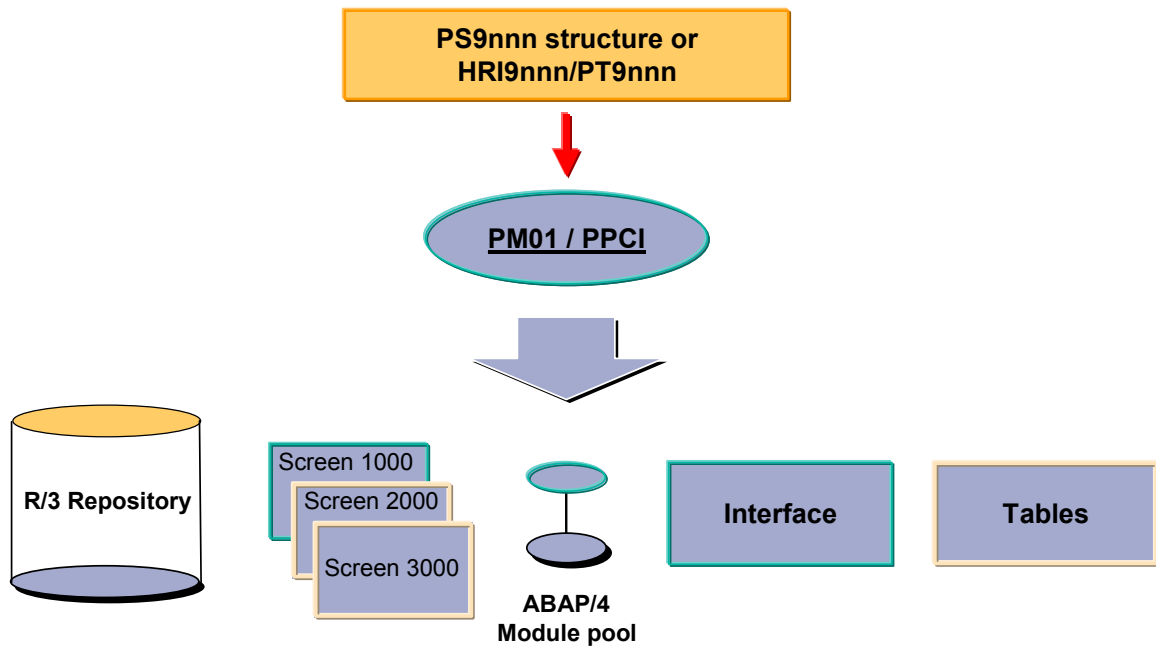 PS9nnn structure or
HRI9nnn/PT9nnn
PM01 / PPCI
R/3 Repository
Screen 1000
Screen 2000
Screen 3000
ABAP/4
Module pool
Interface
Tables